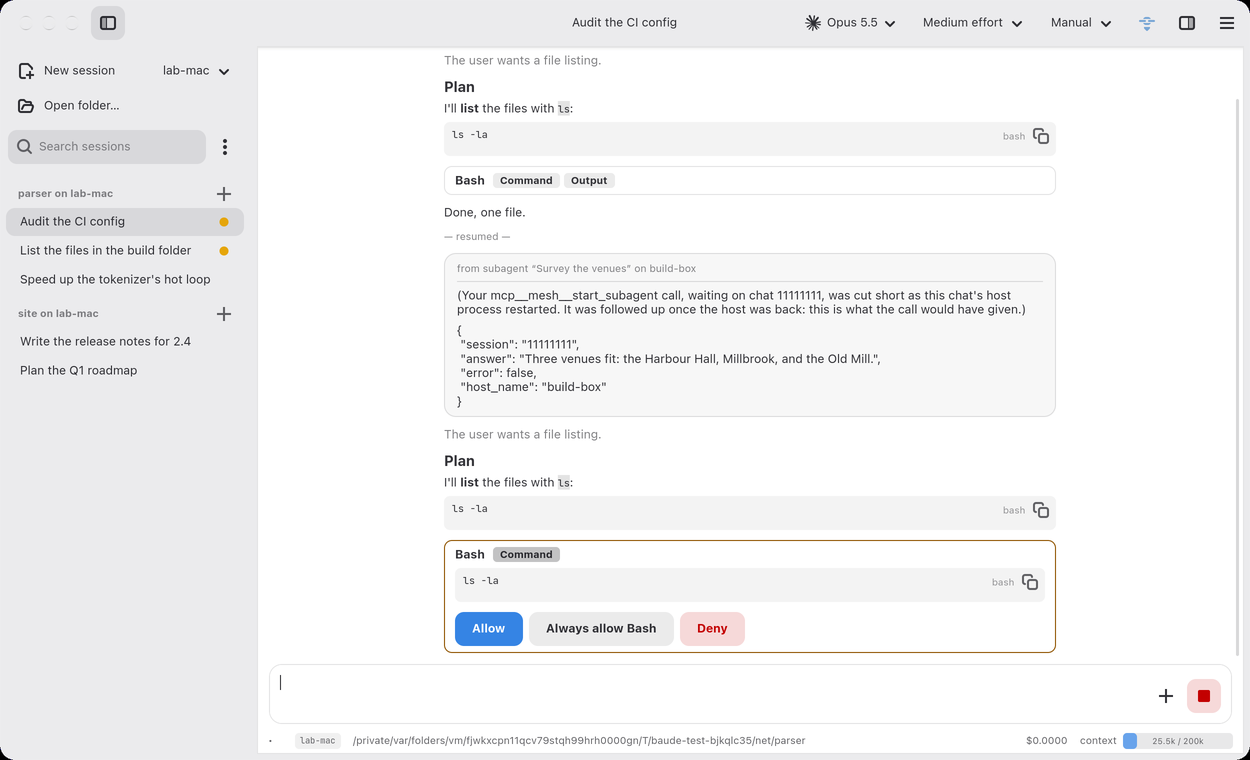 Audit the CI config
Opus 5.5
Medium effort
Manual
New session
lab-mac
Open folder...
Search sessions
parser on lab-mac
Audit the CI config
List the files in the build folder
Speed up the tokenizer's hot loop
site on lab-mac
Write the release notes for 2.4
Plan the Q1 roadmap
The user wants a file listing.
Plan
I'll list the files with ls:
ls -la
bash
Bash Command Output
Done, one file.
— resumed —
from subagent “Survey the venues” on build-box
(Your mcp__mesh__start_subagent call, waiting on chat 11111111, was cut short as this chat's host
process restarted. It was followed up once the host was back: this is what the call would have given.)
{
"session": "11111111",
"answer": "Three venues fit: the Harbour Hall, Millbrook, and the Old Mill.",
"error": false,
"host_name": "build-box"
}
The user wants a file listing.
Plan
I'll list the files with ls:
ls -la
bash
Bash Command
ls -la
bash
Allow
Always allow Bash
Deny
lab-mac
/private/var/folders/vm/fjwkxcpn11qcv79stqh99hrh0000gn/T/baude-test-bjkqlc35/net/parser
$0.0000
context
25.5k / 200k